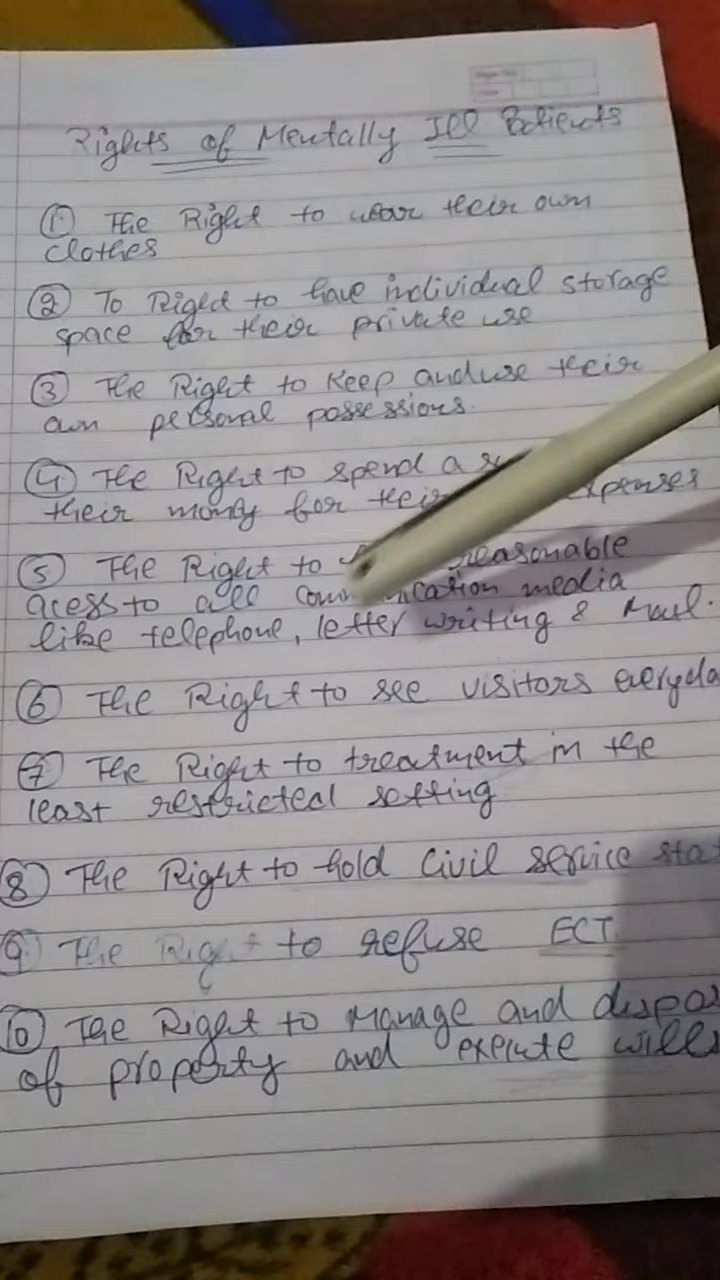 Rights of Mentally Ill Patients
① The Right to wear their own
clothes
② To Right to have individual storage
space for their private use
③ The Right to keep and use their
own personal possessions.
④ The Right to spend a
their money for their
⑤ The Right to reasonable
acess to all communication media
like telephone, letter writing & Mail.
⑥ The Right to see visitors everyda
⑦ The Right to treatment in the
least restricted setting
⑧ The Right to hold Civil service sta
⑨ The Right to refuse ECT
⑩ The Right to Manage and dispos
of property and execute wills